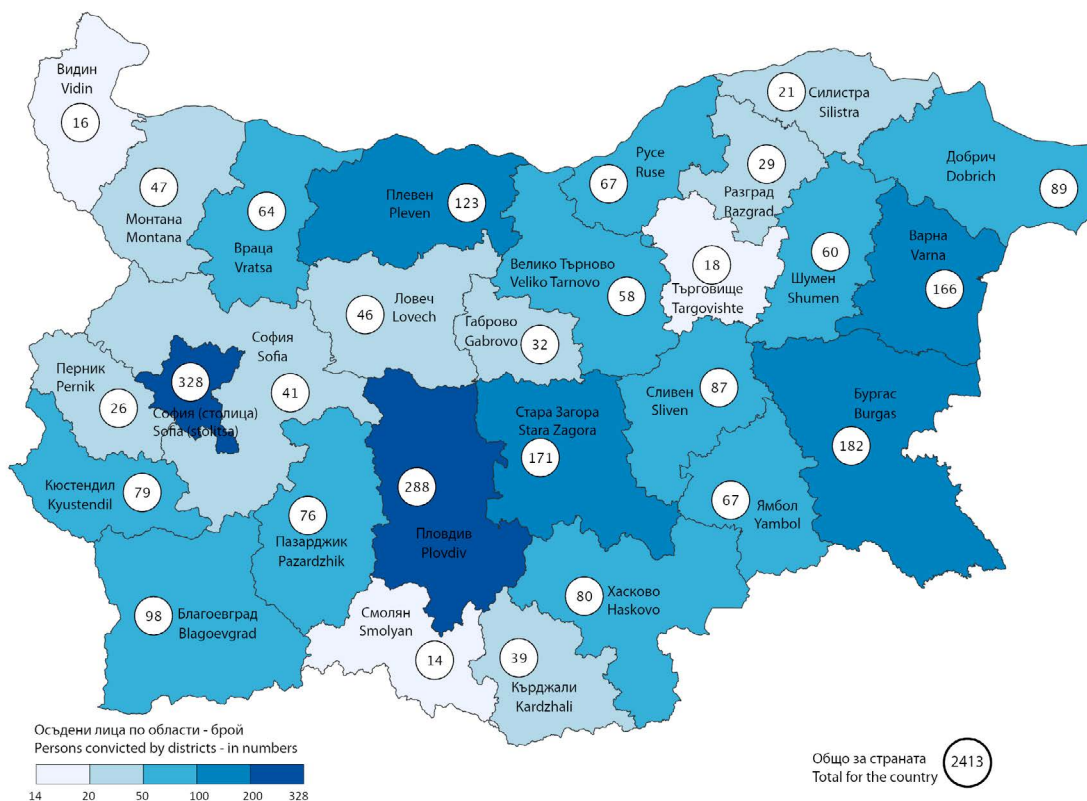 Видин
Vidin
16
Монтана
Montana
47
Враца
Vratsa
64
Плевен
Pleven
123
Русе
Ruse
67
Силистра
Silistra
21
Разград
Razgrad
29
Добрич
Dobrich
89
Варна
Varna
166
Шумен
Shumen
60
Търговище
Targovishte
18
Велико Търново
Veliko Tarnovo
58
Габрово
Gabrovo
32
Ловеч
Lovech
46
София
Sofia
41
София (столица)
Sofia (stolitsa)
328
Перник
Pernik
26
Кюстендил
Kyustendil
79
Благоевград
Blagoevgrad
98
Пазарджик
Pazardzhik
76
Пловдив
Plovdiv
288
Стара Загора
Stara Zagora
171
Сливен
Sliven
87
Бургас
Burgas
182
Ямбол
Yambol
67
Хасково
Haskovo
80
Смолян
Smolyan
14
Кърджали
Kardzhali
39
Осъдени лица по области - брой
Persons convicted by districts - in numbers
14 20 50 100 200 328
Общо за страната
Total for the country
2413